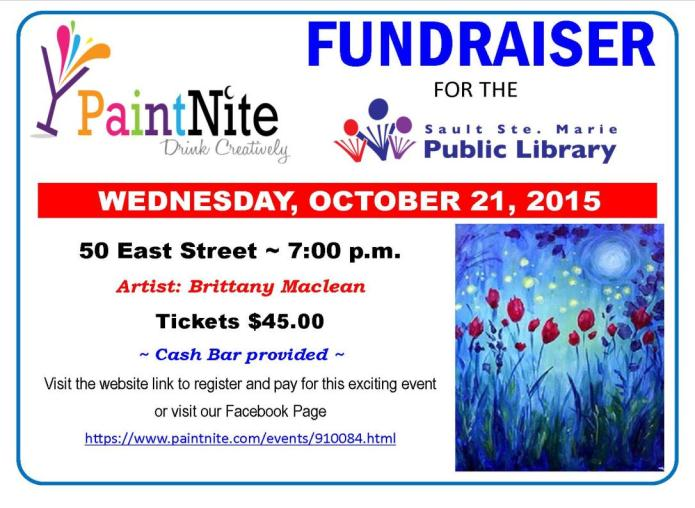 FUNDRAISER
FOR THE
PaintNite
Drink Creatively
Sault Ste. Marie
Public Library
WEDNESDAY, OCTOBER 21, 2015
50 East Street ~ 7:00 p.m.
Artist: Brittany Maclean
Tickets $45.00
~ Cash Bar provided ~
Visit the website link to register and pay for this exciting event
or visit our Facebook Page
https://www.paintnite.com/events/910084.html